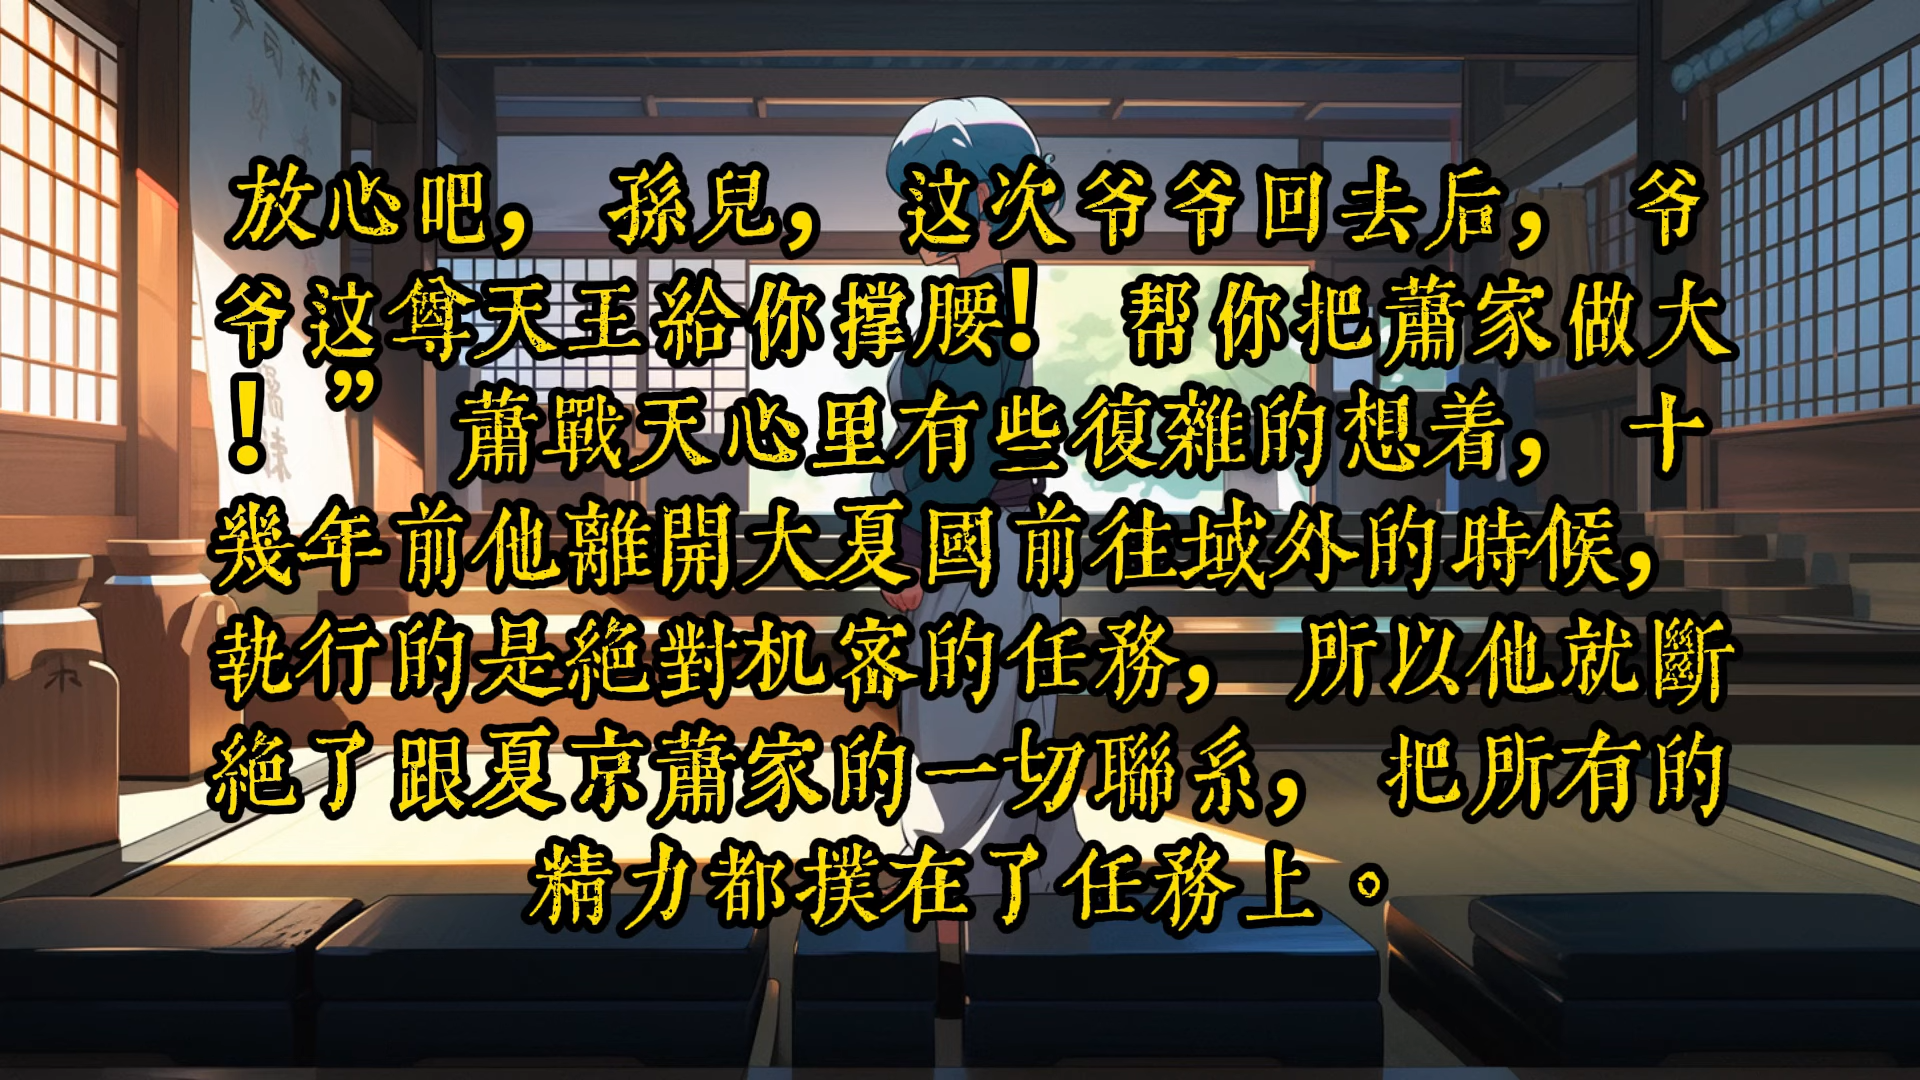 放心吧, 孫兒, 这次爷爷回去后, 爷
爷这尊天王給你撑腰! 帮你把蕭家做大
! ” 蕭戰天心里有些復雜的想着, 十
幾年前他離開大夏國前往域外的時候,
執行的是絶對机密的任務, 所以他就斷
絶了跟夏京蕭家的一切聯系, 把所有的
精力都撲在了任務上。